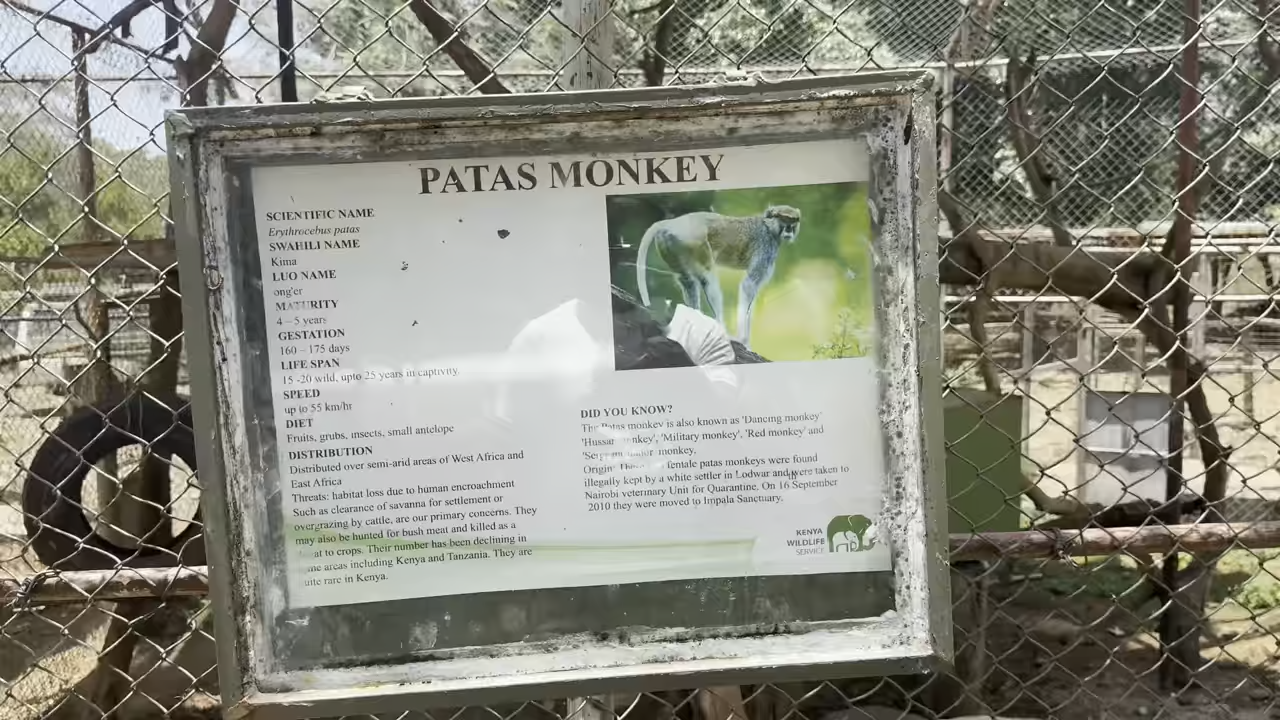 PATAS MONKEY
SCIENTIFIC NAME
Erythrocebus patas
SWAHILI NAME
Kima
LUO NAME
ong'er
MATURITY
4 – 5 years
GESTATION
160 – 175 days
LIFE SPAN
15 -20 wild, upto 25 years in captivity.
SPEED
up to 55 km/hr
DIET
Fruits, grubs, insects, small antelope
DISTRIBUTION
Distributed over semi-arid areas of West Africa and
East Africa
Threats: habitat loss due to human encroachment
Such as clearance of savanna for settlement or
overgrazing by cattle, are our primary concerns. They
may also be hunted for bush meat and killed as a
to crops. Their number has been declining in
areas including Kenya and Tanzania. They are
rare in Kenya.
DID YOU KNOW?
The Patas monkey is also known as 'Dancing monkey'
'Hussar 'Military monkey', 'Red monkey' and
monkey.
Origin: female patas monkeys were found
illegally kept by a white settler in Lodwar and were taken to
Nairobi veterinary Unit for Quarantine. On 16 September
2010 they were moved to Impala Sanctuary.
KENYA
WILDLIFE
SERVICE